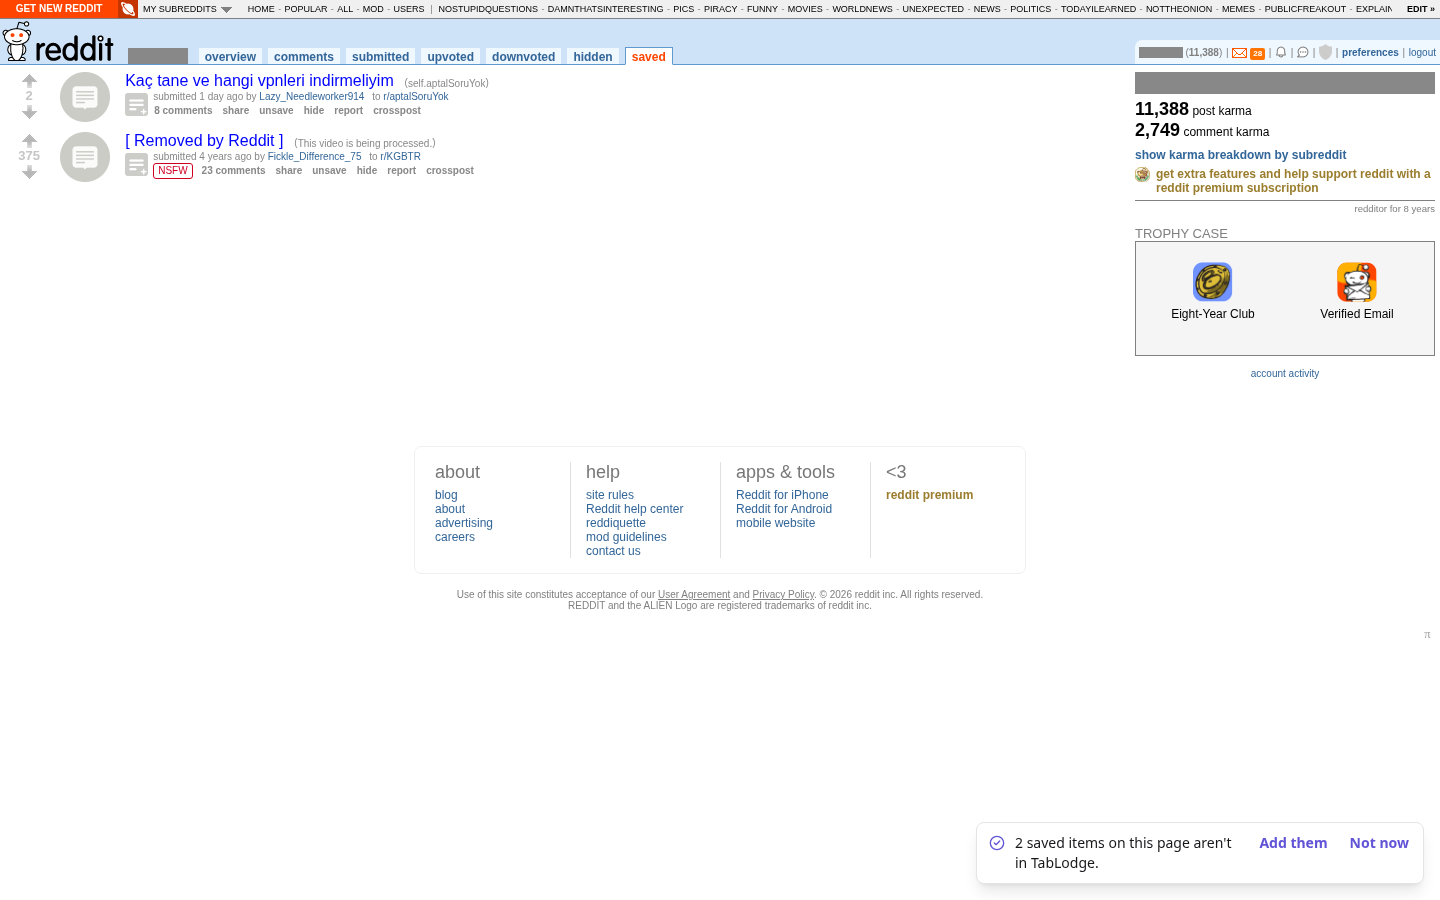 GET NEW REDDIT
MY SUBREDDITS
HOME - POPULAR - ALL - MOD - USERS | NOSTUPIDQUESTIONS - DAMNTHATSINTERESTING - PICS - PIRACY - FUNNY - MOVIES - WORLDNEWS - UNEXPECTED - NEWS - POLITICS - TODAYILEARNED - NOTTHEONION - MEMES - PUBLICFREAKOUT - EXPLAIN
EDIT »
reddit
overview comments submitted upvoted downvoted hidden saved
(11,388) | 28 | | | | preferences | logout
Kaç tane ve hangi vpnleri indirmeliyim (self.aptalSoruYok)
2
submitted 1 day ago by Lazy_Needleworker914 to r/aptalSoruYok
8 comments share unsave hide report crosspost
[ Removed by Reddit ] (This video is being processed.)
375
submitted 4 years ago by Fickle_Difference_75 to r/KGBTR
NSFW 23 comments share unsave hide report crosspost
11,388 post karma
2,749 comment karma
show karma breakdown by subreddit
get extra features and help support reddit with a
reddit premium subscription
redditor for 8 years
TROPHY CASE
Eight-Year Club
Verified Email
account activity
about
blog
about
advertising
careers
help
site rules
Reddit help center
reddiquette
mod guidelines
contact us
apps & tools
Reddit for iPhone
Reddit for Android
mobile website
<3
reddit premium
Use of this site constitutes acceptance of our User Agreement and Privacy Policy. © 2026 reddit inc. All rights reserved.
REDDIT and the ALIEN Logo are registered trademarks of reddit inc.
π
2 saved items on this page aren't
in TabLodge.
Add them
Not now